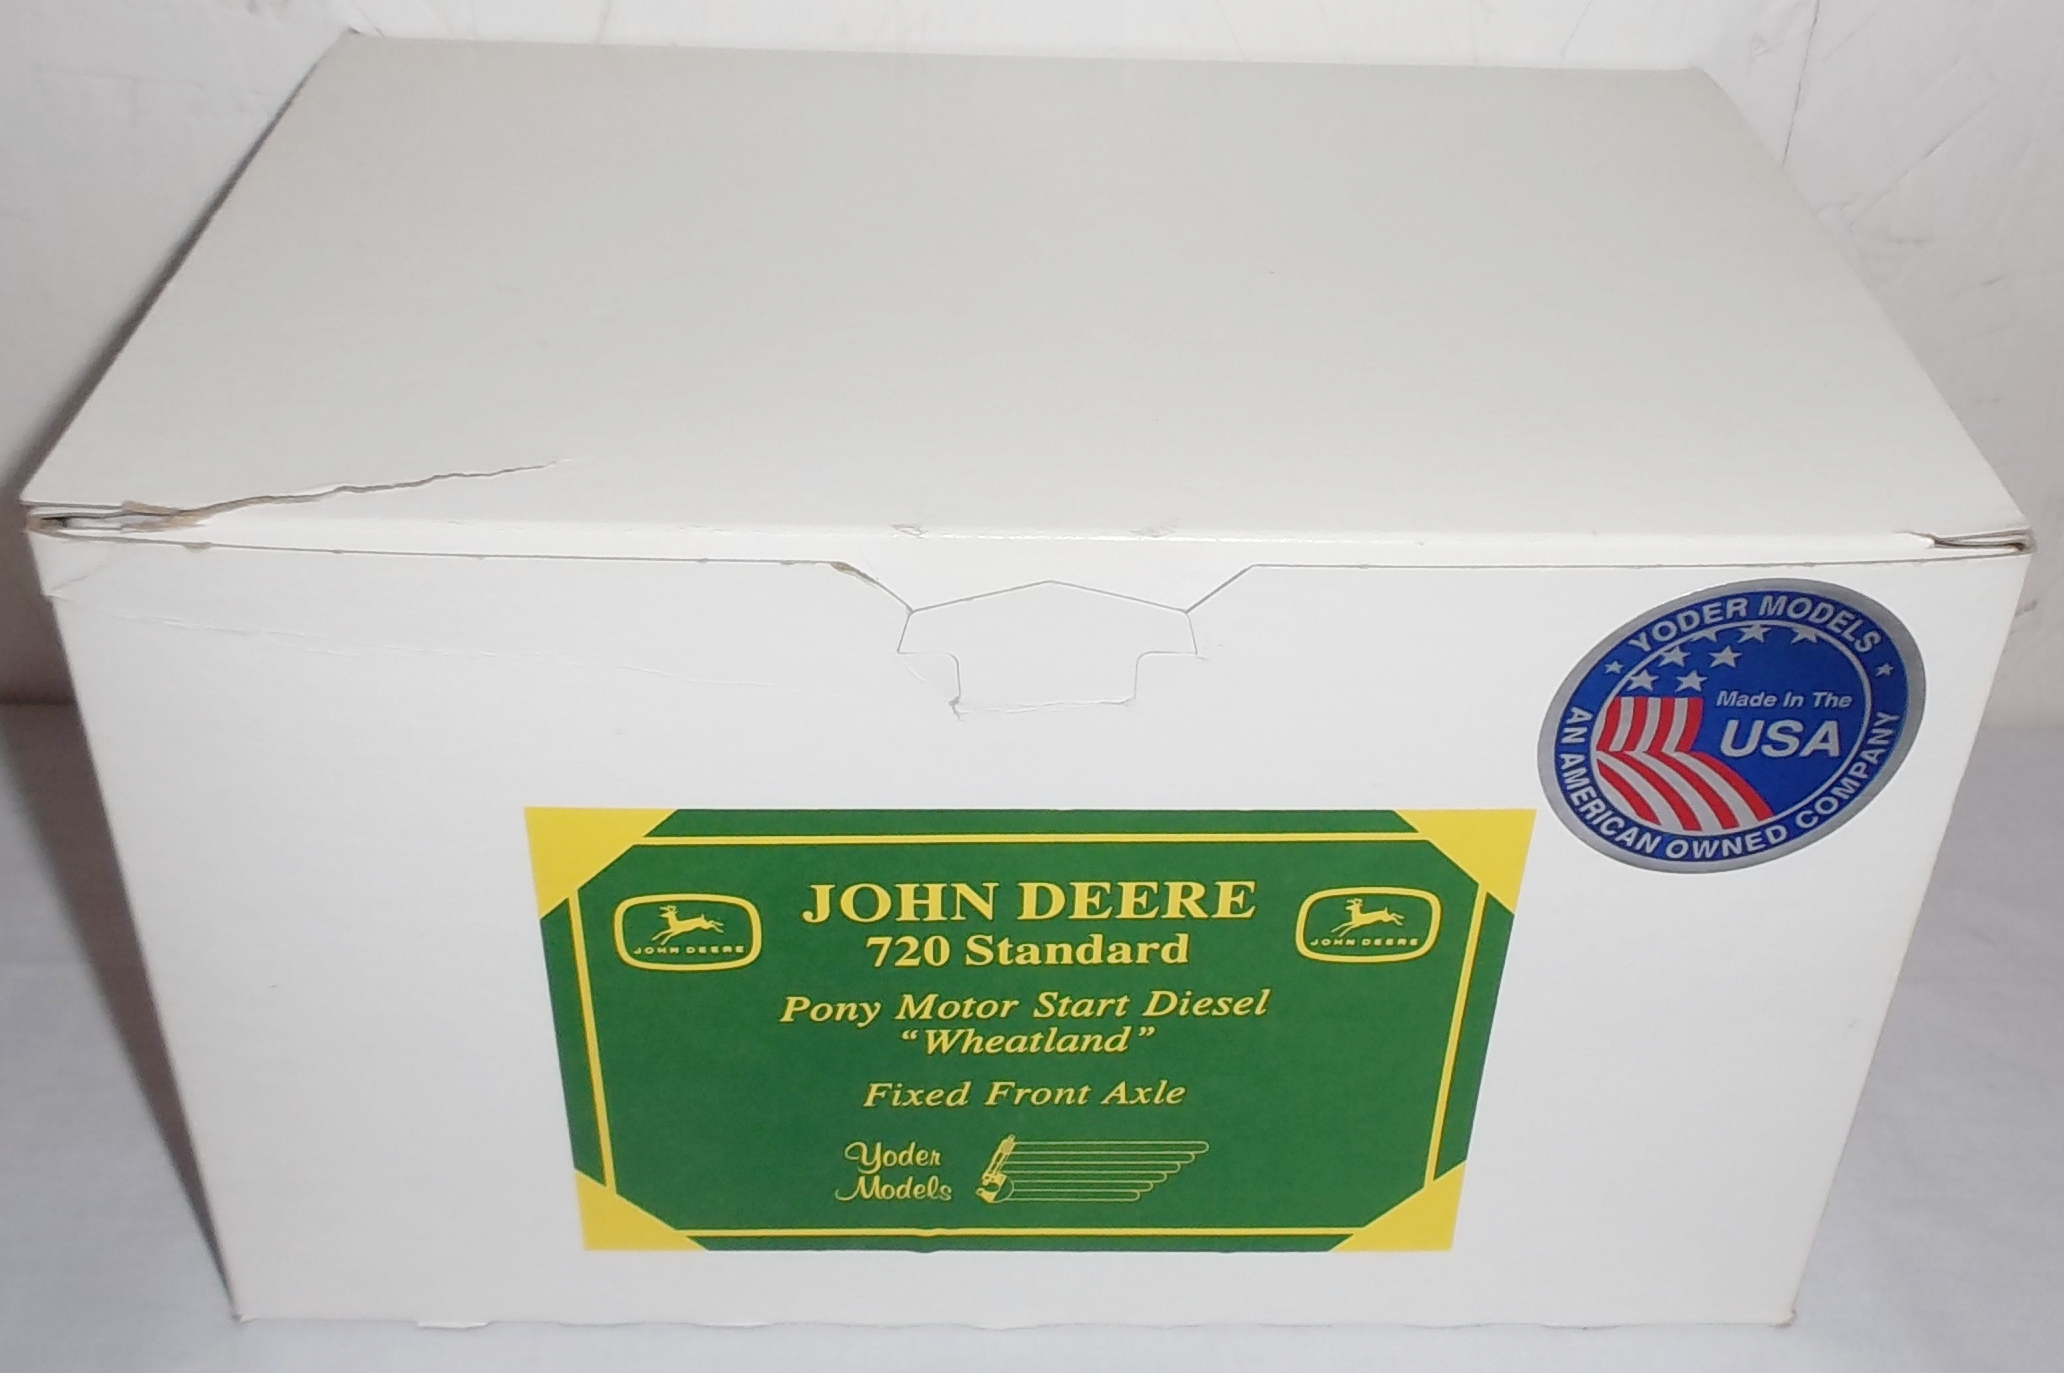 YODER MODELS
Made In The
USA
AN AMERICAN OWNED COMPANY
JOHN DEERE
720 Standard
JOHN DEERE
JOHN DEERE
Pony Motor Start Diesel
“Wheatland”
Fixed Front Axle
Yoder
Models